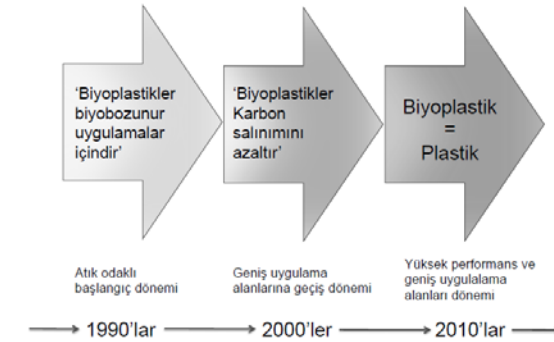 'Biyoplastikler
biyobozunur
uygulamalar
içindir'
'Biyoplastikler
Karbon
salınımını
azaltır'
Biyoplastik
=
Plastik
Atık odaklı
başlangıç dönemi
Geniş uygulama
alanlarına geçiş dönemi
Yüksek performans ve
geniş uygulalama
alanları dönemi
1990'lar
2000'ler
2010'lar